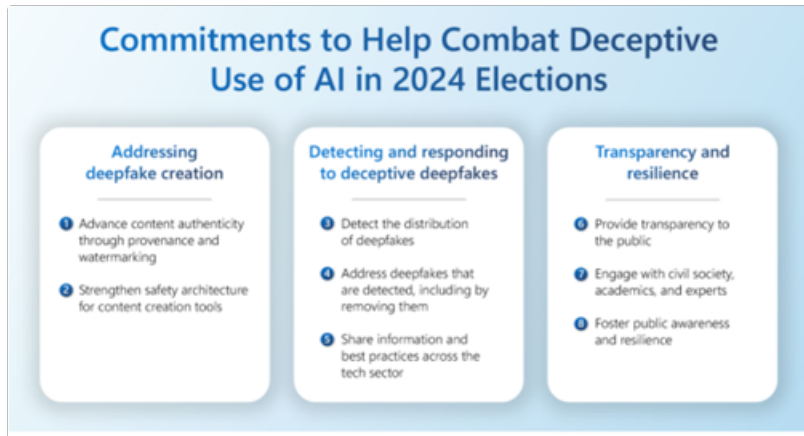 Commitments to Help Combat Deceptive
Use of AI in 2024 Elections
Addressing
deepfake creation
1 Advance content authenticity
through provenance and
watermarking
2 Strengthen safety architecture
for content creation tools
Detecting and responding
to deceptive deepfakes
3 Detect the distribution
of deepfakes
4 Address deepfakes that
are detected, including by
removing them
5 Share information and
best practices across the
tech sector
Transparency and
resilience
6 Provide transparency to
the public
7 Engage with civil society,
academics, and experts
8 Foster public awareness
and resilience